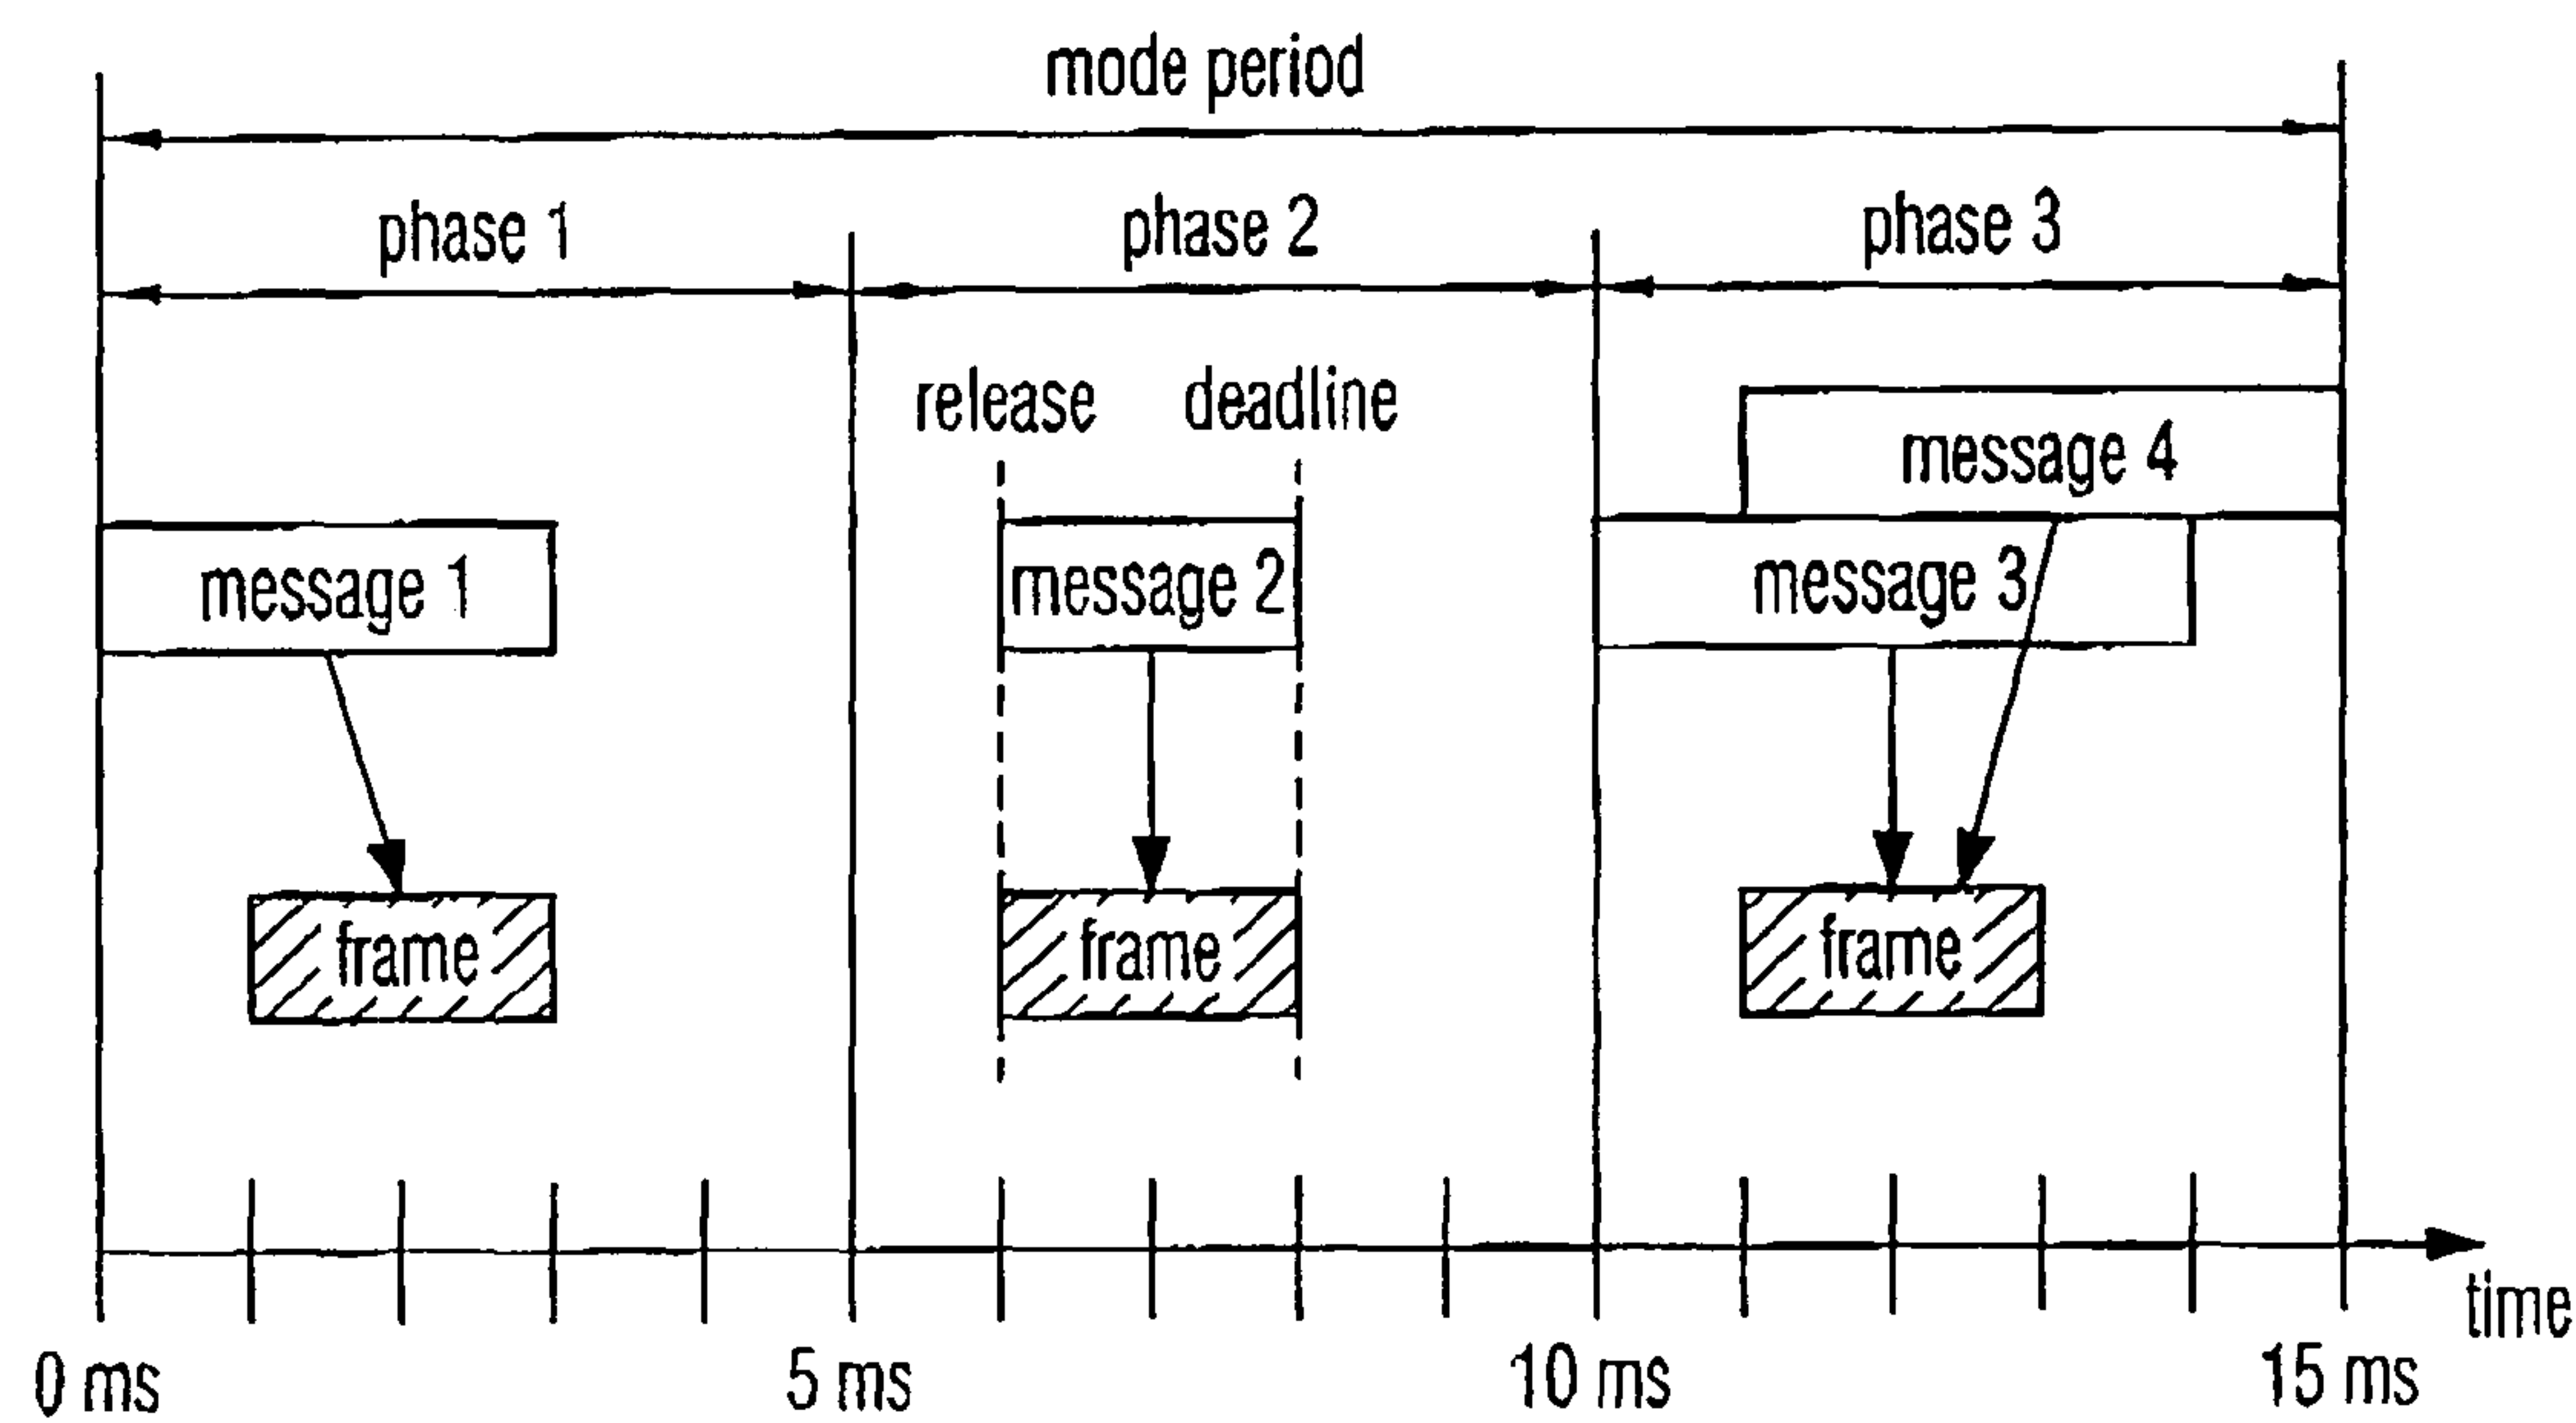 mode period
phase 1
phase 2
phase 3
release
deadline
message 4
message 1
message 2
message 3
frame
frame
frame
time
0 ms
5 ms
10 ms
15 ms